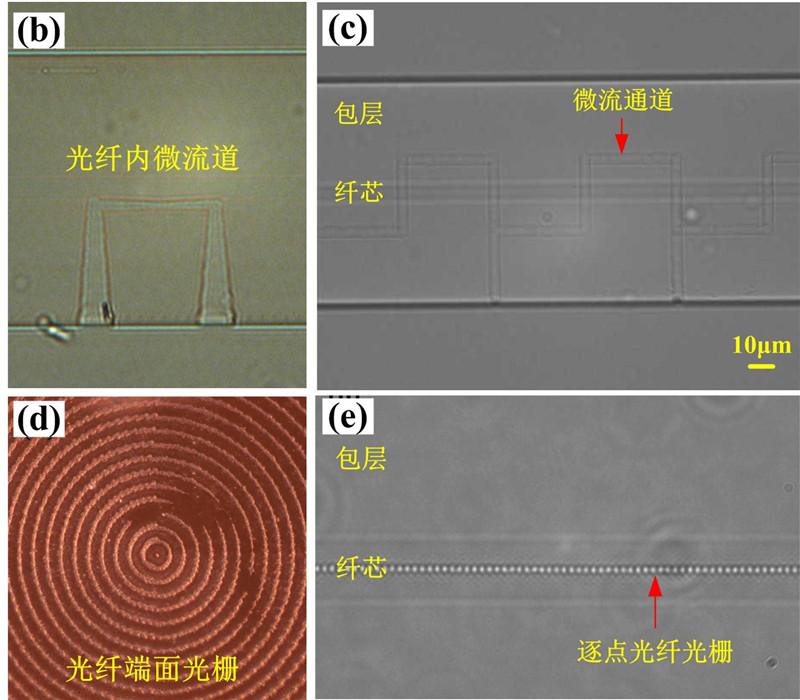 (b)
光纤内微流道
(c)
包层
微流通道
纤芯
10μm
(d)
光纤端面光栅
(e)
包层
纤芯
逐点光纤光栅